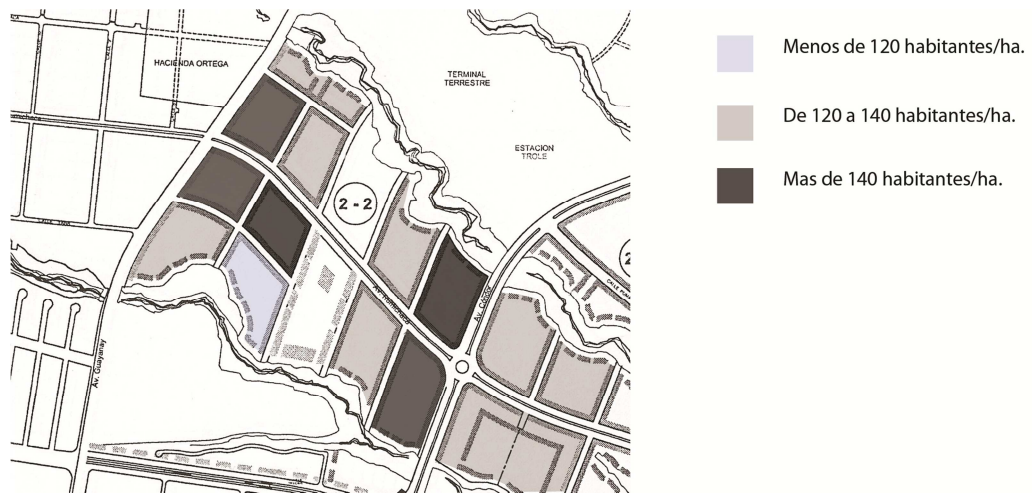 HACIENDA ORTEGA
TERMINAL
TERRESTRE
ESTACION
TROLE
2 - 2
2
Av. Guayanay
Menos de 120 habitantes/ha.
De 120 a 140 habitantes/ha.
Mas de 140 habitantes/ha.